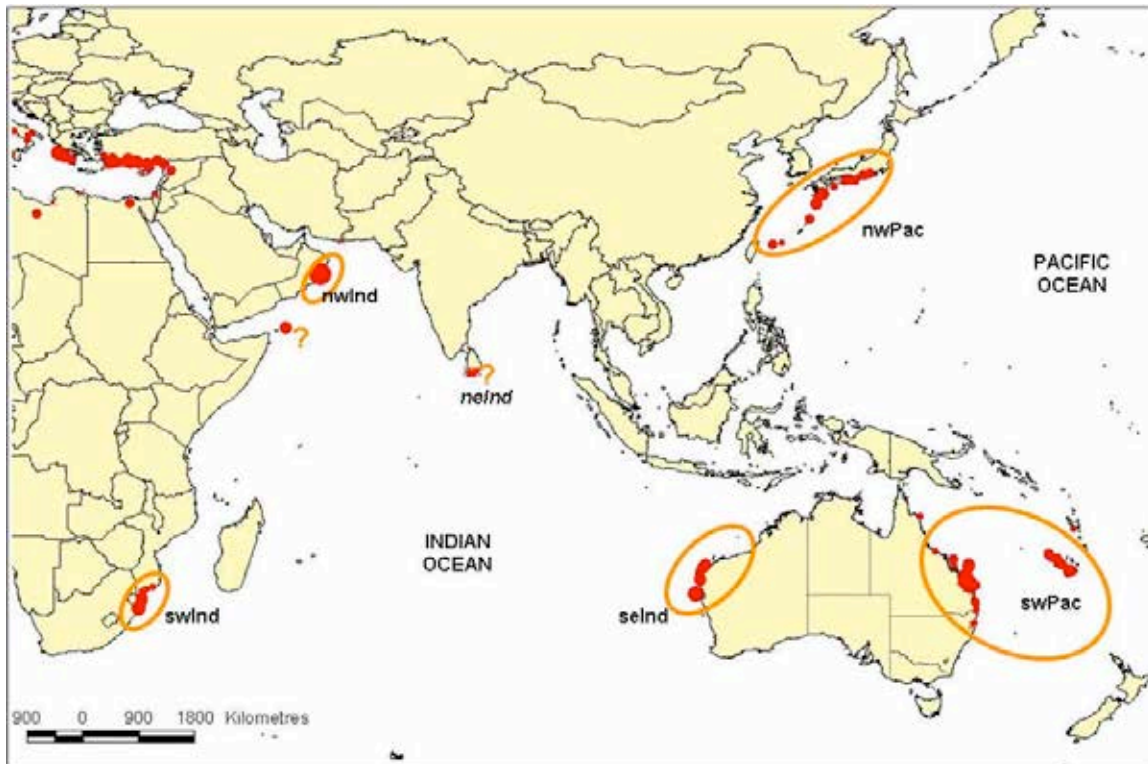 nwPac
PACIFIC
OCEAN
nwInd
?
?
neInd
INDIAN
OCEAN
swInd
seInd
swPac
900 0 900 1800 Kilometres